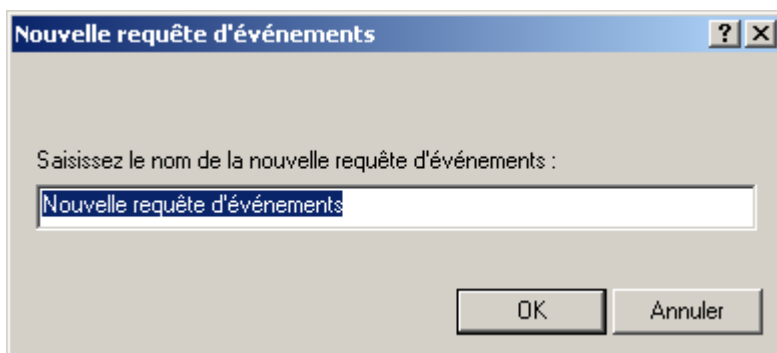 Nouvelle requête d'événements
Saisissez le nom de la nouvelle requête d'événements :
Nouvelle requête d'événements
OK Annuler